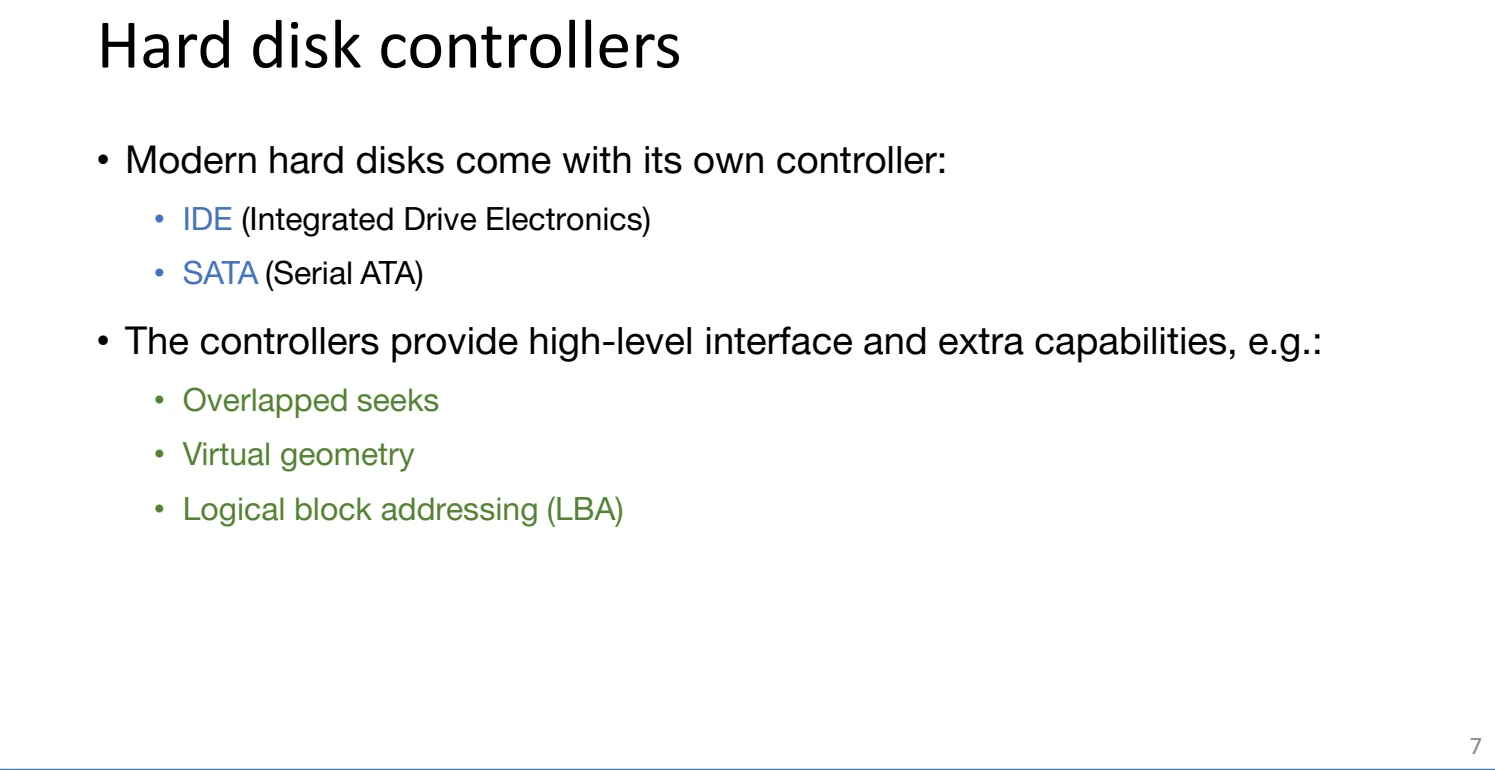 Hard disk controllers
• Modern hard disks come with its own controller:
• IDE (Integrated Drive Electronics)
• SATA (Serial ATA)
• The controllers provide high-level interface and extra capabilities, e.g.:
• Overlapped seeks
• Virtual geometry
• Logical block addressing (LBA)
7